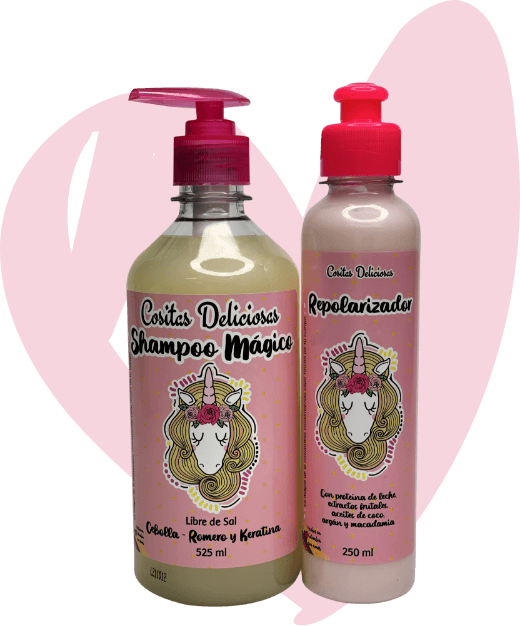 Cositas Deliciosas
Shampoo Mágico
Libre de Sal
Cebolla - Romero y Keratina
525 ml
Cositas Deliciosas
Repolarizador
Con proteina de leche,
extractos frutales,
aceites de coco,
argán y macadamia
250 ml